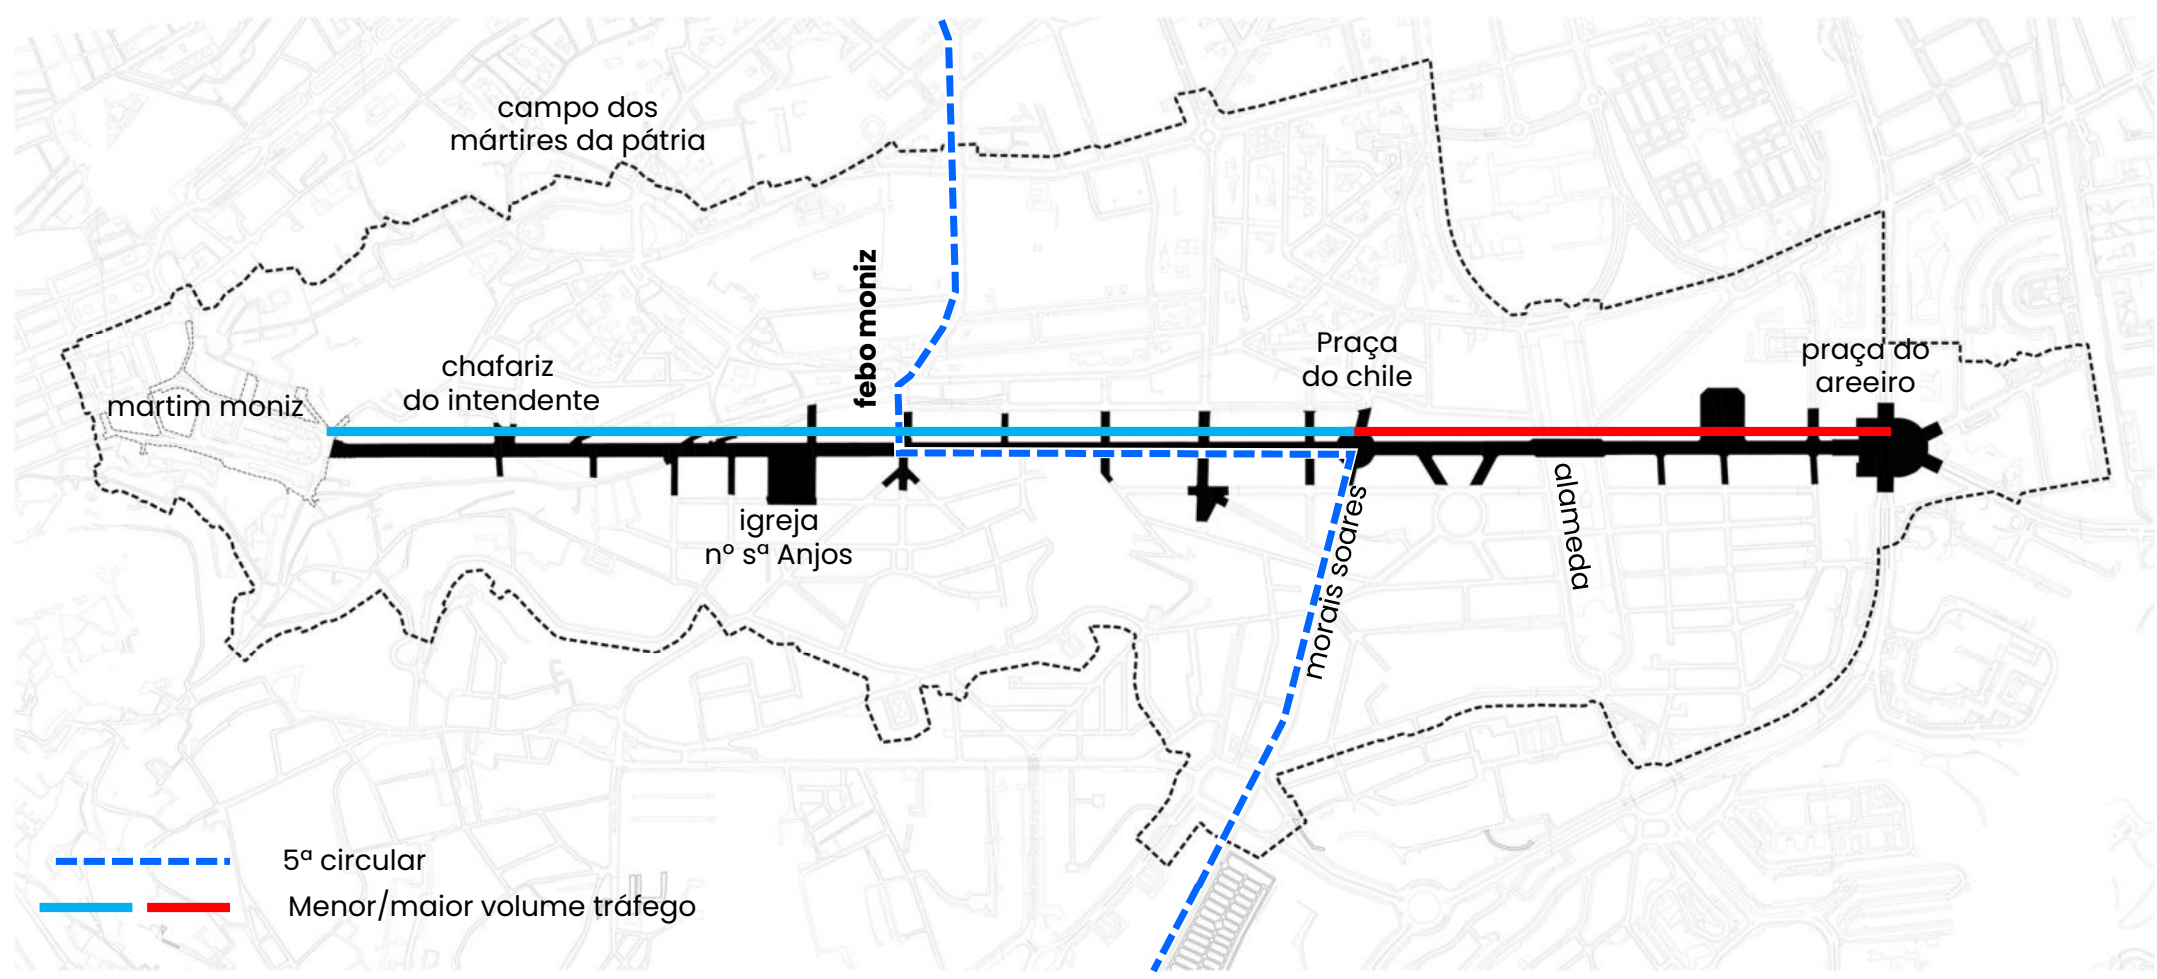 campo dos
mártires da pátria
febo moniz
Praça
do chile
praça do
areeiro
chafariz
do intendente
martim moniz
alameda
morais soares
igreja
nº sª Anjos
5ª circular
Menor/maior volume tráfego